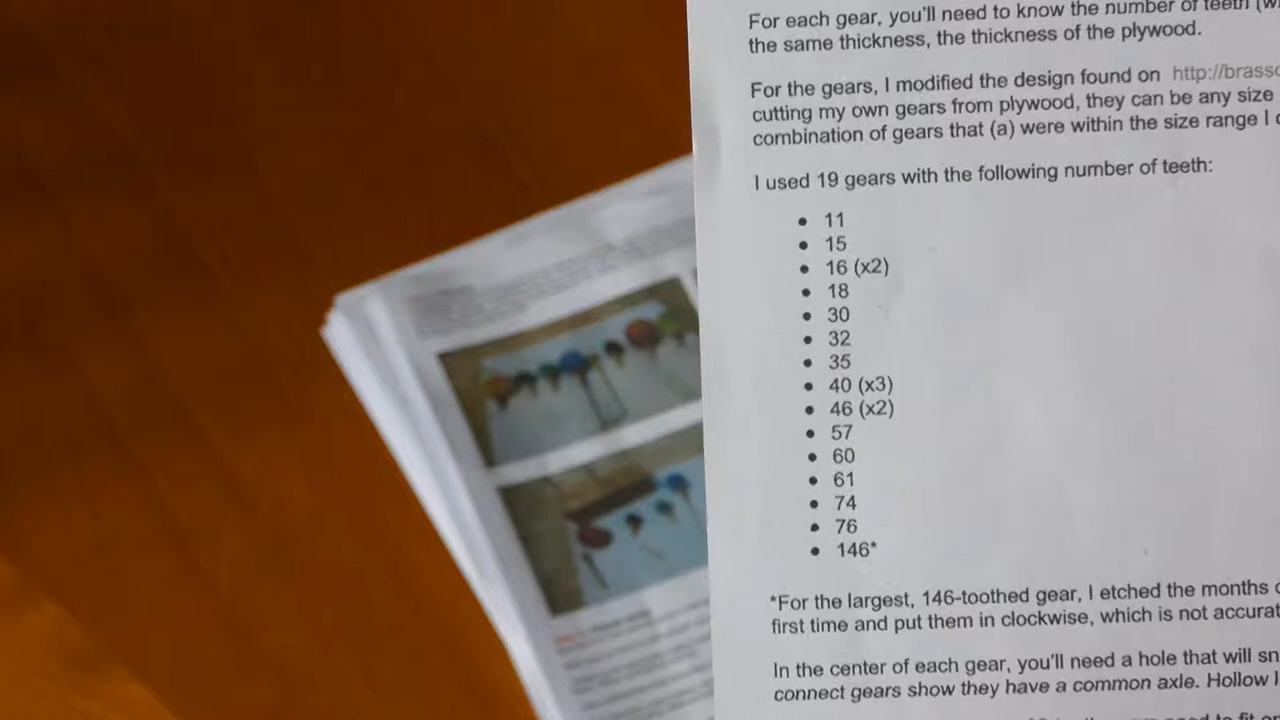 For each gear, you'll need to know the number of teeth
the same thickness, the thickness of the plywood.
For the gears, I modified the design found on http://brass
cutting my own gears from plywood, they can be any size
combination of gears that (a) were within the size range I
I used 19 gears with the following number of teeth:
• 11
• 15
• 16 (x2)
• 18
• 30
• 32
• 35
• 40 (x3)
• 46 (x2)
• 57
• 60
• 61
• 74
• 76
• 146*
*For the largest, 146-toothed gear, I etched the months
first time and put them in clockwise, which is not accurat
In the center of each gear, you'll need a hole that will sn
connect gears show they have a common axle. Hollow